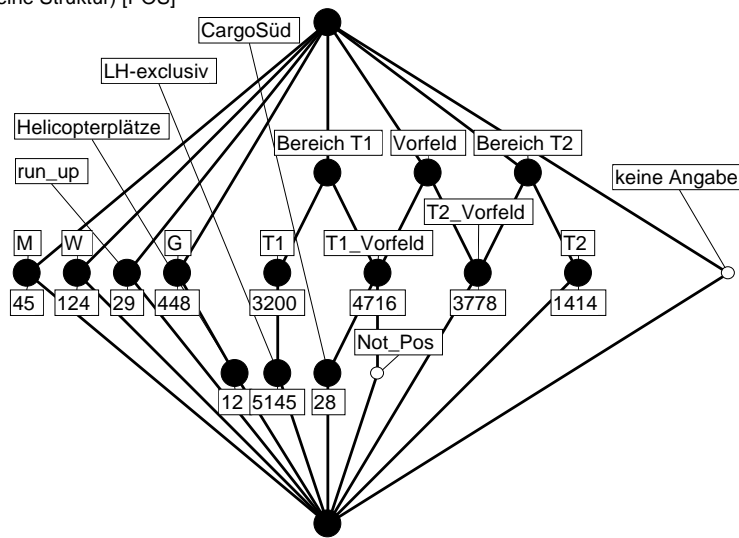 eine Struktur) [POS]
CargoSüd
LH-exclusiv
Helicopterplätze
Bereich T1
Vorfeld
Bereich T2
run_up
keine Angabe
T2_Vorfeld
M
W
G
T1
T1_Vorfeld
T2
45
124
29
448
3200
4716
3778
1414
Not_Pos
12
5145
28